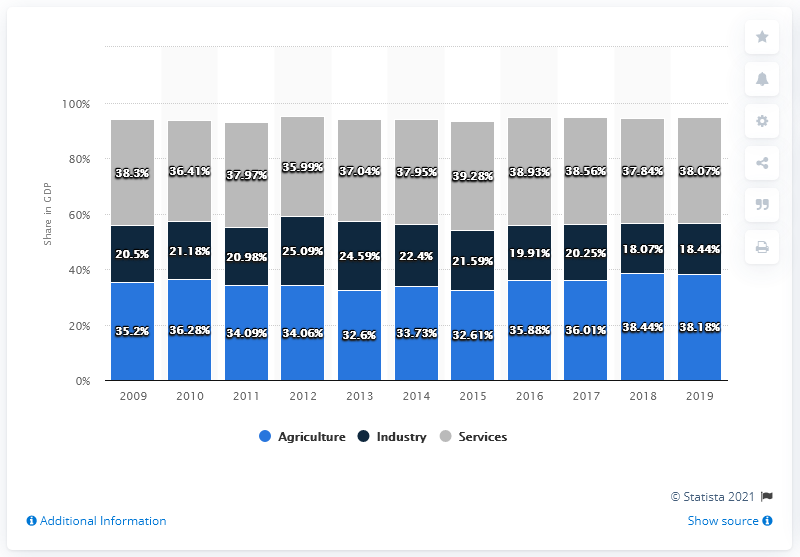 Share in GDP
100%
80%
60%
40%
20%
0%
38.3% 36.41% 37.97% 35.99% 37.04% 37.95% 39.28% 38.93% 38.56% 37.84% 38.07%
20.5% 21.18% 20.98% 25.09% 24.59% 22.4% 21.59% 19.91% 20.25% 18.07% 18.44%
35.2% 36.28% 34.09% 34.06% 32.6% 33.73% 32.61% 35.88% 36.01% 38.44% 38.18%
2009 2010 2011 2012 2013 2014 2015 2016 2017 2018 2019
Agriculture Industry Services
© Statista 2021
Additional Information Show source